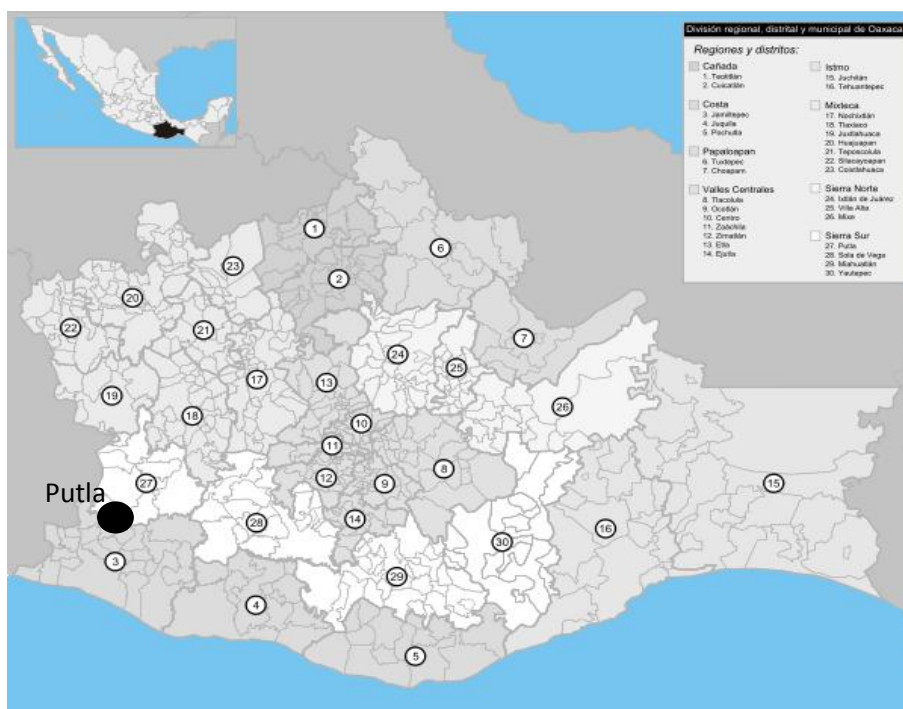 División regional, distrital y municipal de Oaxaca
Regiones y distritos:
Cañada
1. Teotitlán
2. Cuicatlán
Costa
3. Jamiltepec
4. Juquila
5. Pochutla
Papaloapan
6. Tuxtepec
7. Choapam
Valles Centrales
8. Tlacolula
9. Ocotlán
10. Centro
11. Zaachila
12. Zimatlán
13. Etla
14. Ejutla
Istmo
15. Juchitán
16. Tehuantepec
Mixteca
17. Nochixtlán
18. Tlaxiaco
19. Juxtlahuaca
20. Huajuapan
21. Teposcolula
22. Silacayoapan
23. Coixtlahuaca
Sierra Norte
24. Ixtlán de Juárez
25. Villa Alta
26. Mixe
Sierra Sur
27. Putla
28. Sola de Vega
29. Miahuatlán
30. Yautepec
1
6
23
2
20
22
21
7
24
25
17
13
19
26
18
10
11
8
12
9
27
15
Putla
14
28
16
30
3
29
4
5